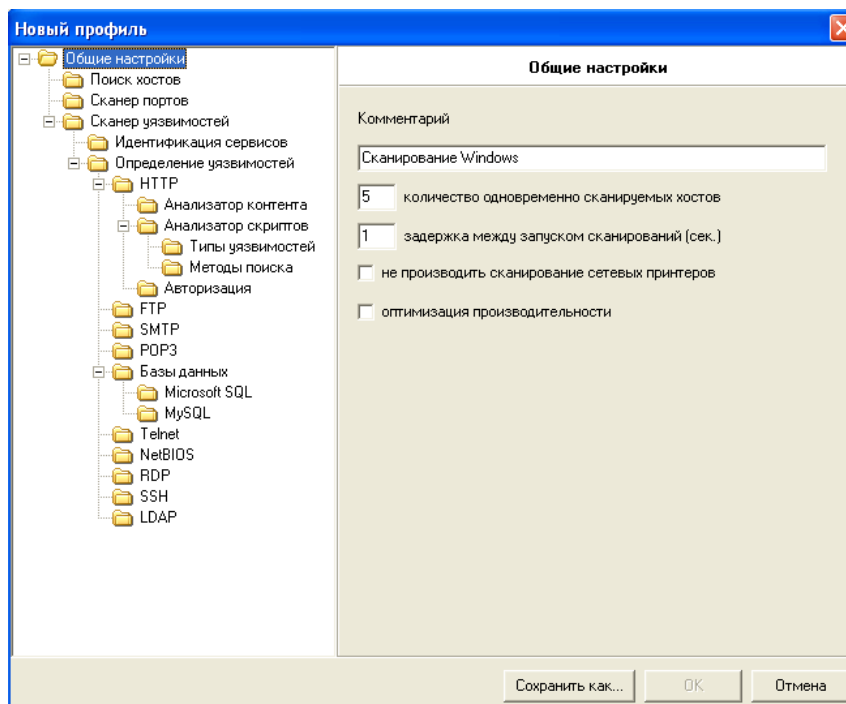 Новый профиль
Общие настройки
Поиск хостов
Сканер портов
Сканер уязвимостей
Идентификация сервисов
Определение уязвимостей
HTTP
Анализатор контента
Анализатор скриптов
Типы уязвимостей
Методы поиска
Авторизация
FTP
SMTP
POP3
Базы данных
Microsoft SQL
MySQL
Telnet
NetBIOS
RDP
SSH
LDAP
Общие настройки
Комментарий
Сканирование Windows
5 количество одновременно сканируемых хостов
1 задержка между запуском сканирований (сек.)
не производить сканирование сетевых принтеров
оптимизация производительности
Сохранить как... OK Отмена